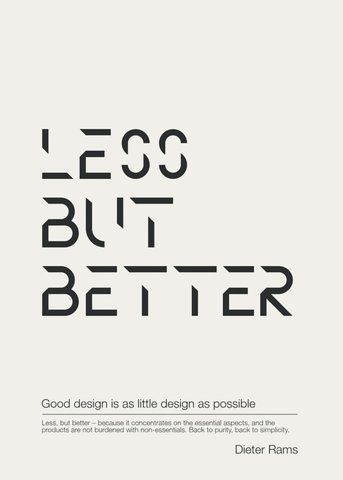 LESS
BUT
BETTER
Good design is as little design as possible
Less, but better – because it concentrates on the essential aspects, and the
products are not burdened with non-essentials. Back to purity, back to simplicity.
Dieter Rams